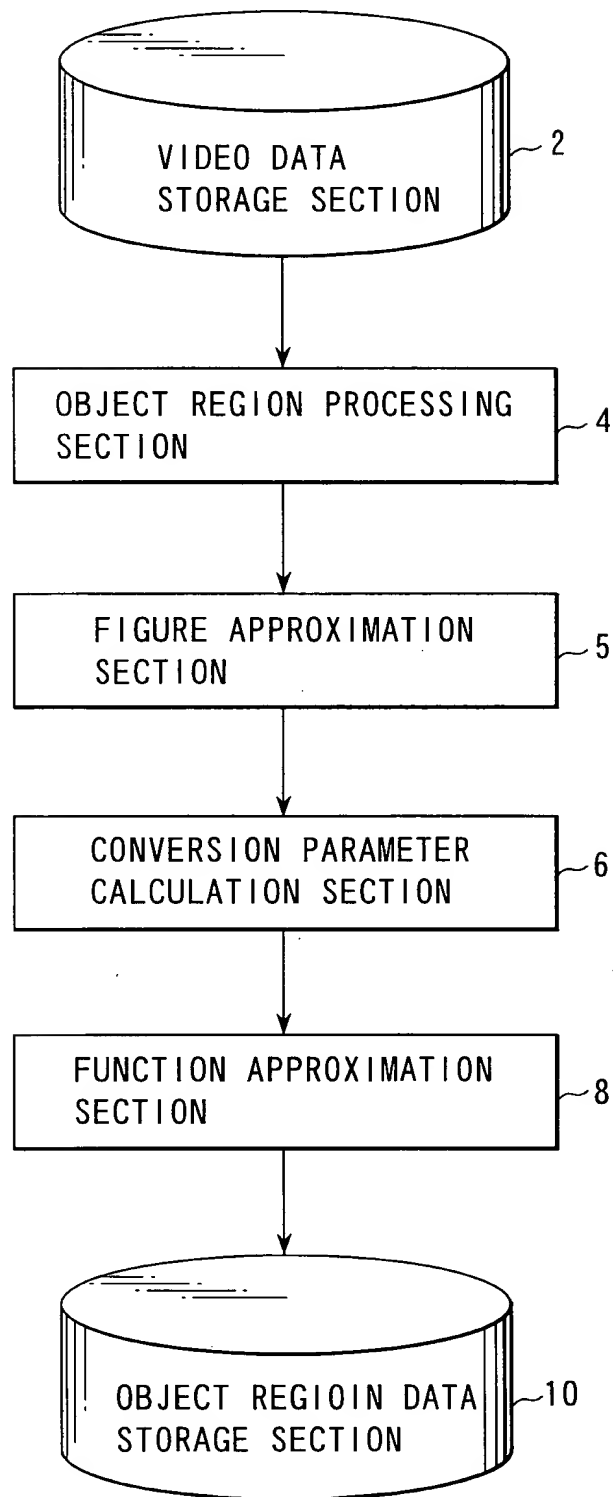 VIDEO DATA
STORAGE SECTION
2
OBJECT REGION PROCESSING
SECTION
4
FIGURE APPROXIMATION
SECTION
5
CONVERSION PARAMETER
CALCULATION SECTION
6
FUNCTION APPROXIMATION
SECTION
8
OBJECT REGIOIN DATA
STORAGE SECTION
10